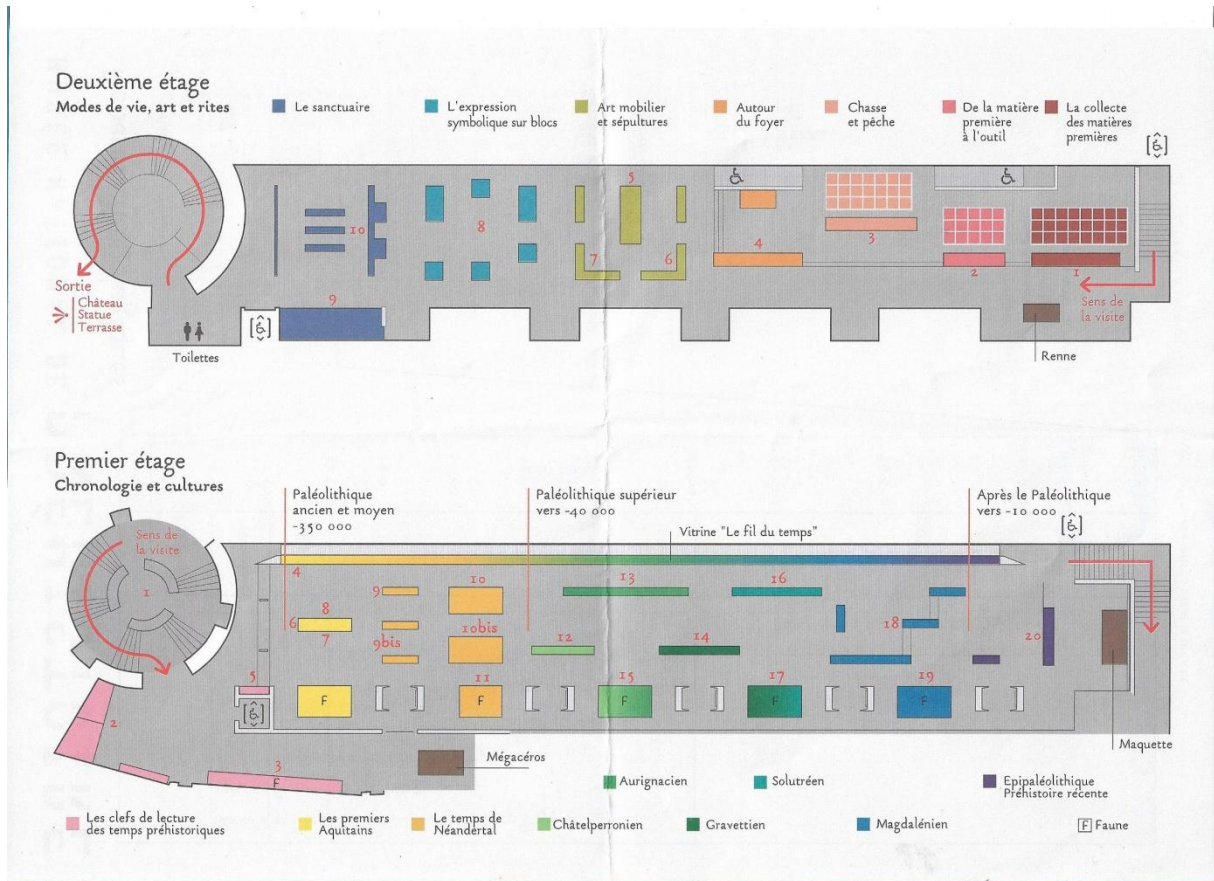 Deuxième étage
Modes de vie, art et rites
Le sanctuaire
L'expression
symbolique sur blocs
Art mobilier
et sépultures
Autour
du foyer
Chasse
et pêche
De la matière
première
à l'outil
La collecte
des matières
premières
5
10
8
3
4
7
6
2
1
9
Sortie
Château
Statue
Terrasse
Sens de
la visite
Toilettes
Renne
Premier étage
Chronologie et cultures
Paléolithique
ancien et moyen
-350 000
Paléolithique supérieur
vers -40 000
Après le Paléolithique
vers -10 000
Vitrine "Le fil du temps"
Sens de
la visite
1
4
9
10
13
16
8
6
7
9bis
10bis
12
14
18
20
5
F
11
F
15
F
17
F
19
F
2
3
F
Mégacéros
Maquette
Aurignacien
Solutréen
Epipaléolithique
Préhistoire récente
Les clefs de lecture
des temps préhistoriques
Les premiers
Aquitains
Le temps de
Néandertal
Châtelperronien
Gravettien
Magdalénien
F Faune